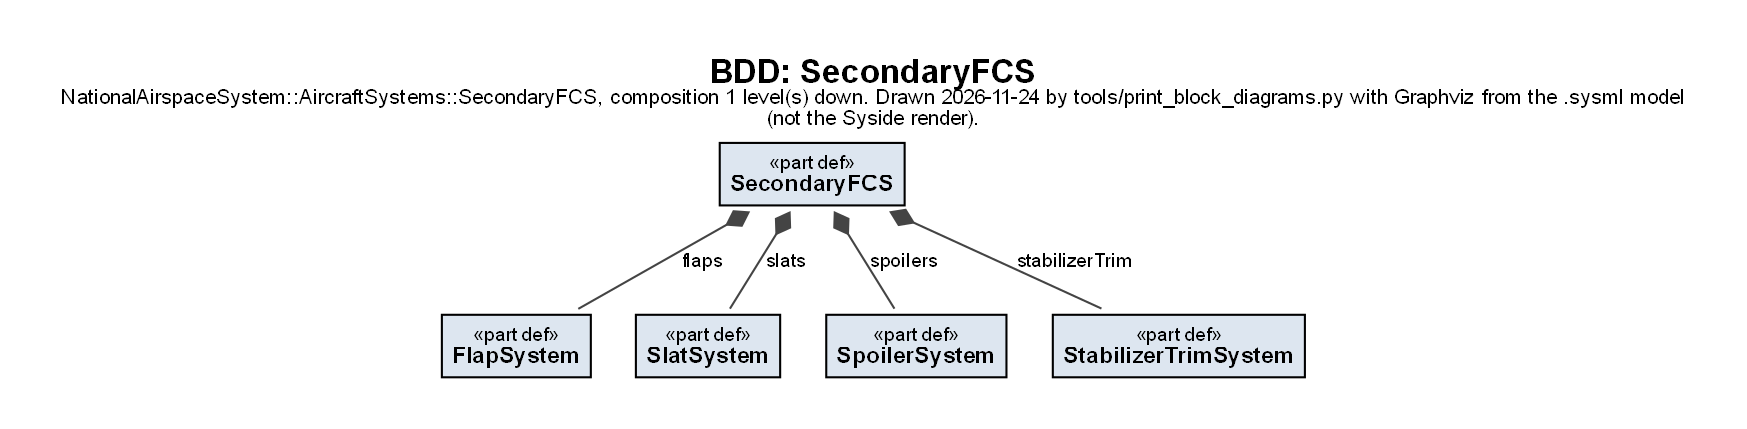 BDD: SecondaryFCS
NationalAirspaceSystem::AircraftSystems::SecondaryFCS, composition 1 level(s) down. Drawn 2026-11-24 by tools/print_block_diagrams.py with Graphviz from the .sysml model
(not the Syside render).
«part def»
SecondaryFCS
flaps
slats
spoilers
stabilizerTrim
«part def»
FlapSystem
«part def»
SlatSystem
«part def»
SpoilerSystem
«part def»
StabilizerTrimSystem